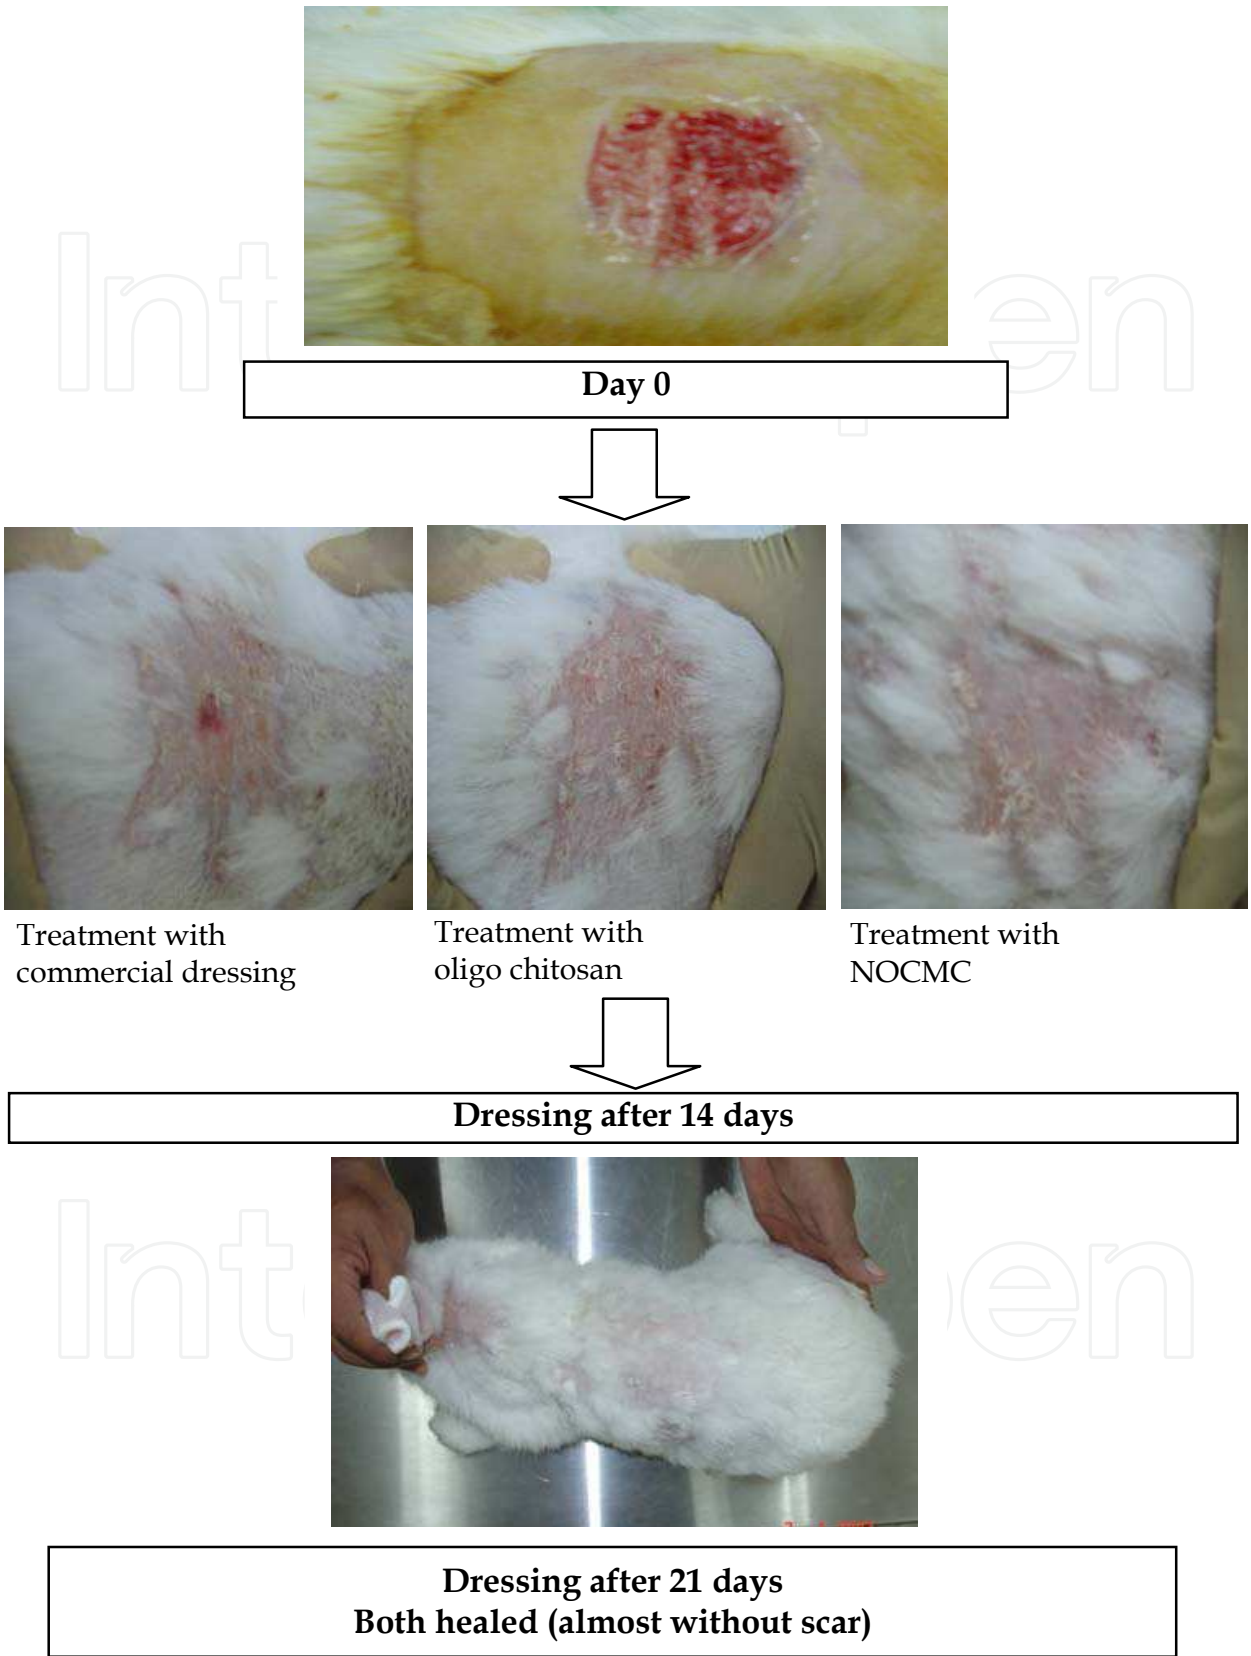 Day 0
Treatment with
commercial dressing
Treatment with
oligo chitosan
Treatment with
NOCMC
Dressing after 14 days
Dressing after 21 days
Both healed (almost without scar)